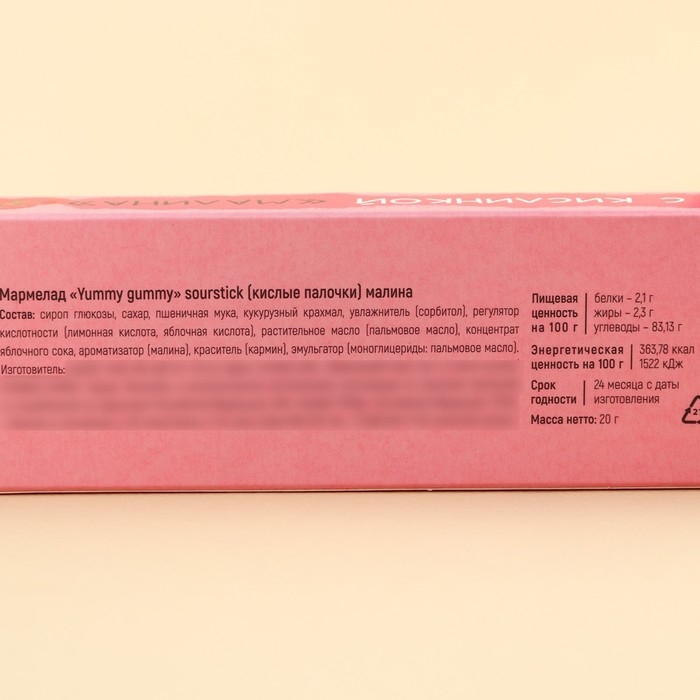 «МАЛИНА» С КИСЛИНКОЙ
Мармелад «Yummy gummy» sourstick (кислые палочки) малина
Состав: сироп глюкозы, сахар, пшеничная мука, кукурузный крахмал, увлажнитель (сорбитол), регулятор
кислотности (лимонная кислота, яблочная кислота), растительное масло (пальмовое масло), концентрат
яблочного сока, ароматизатор (малина), краситель (кармин), эмульгатор (моноглицериды: пальмовое масло).
Изготовитель:
Пищевая ценность на 100 г
белки – 2,1 г
жиры – 2,3 г
углеводы – 83,13 г
Энергетическая ценность на 100 г
363,78 ккал
1522 кДж
Срок годности
24 месяца с даты
изготовления
Масса нетто: 20 г